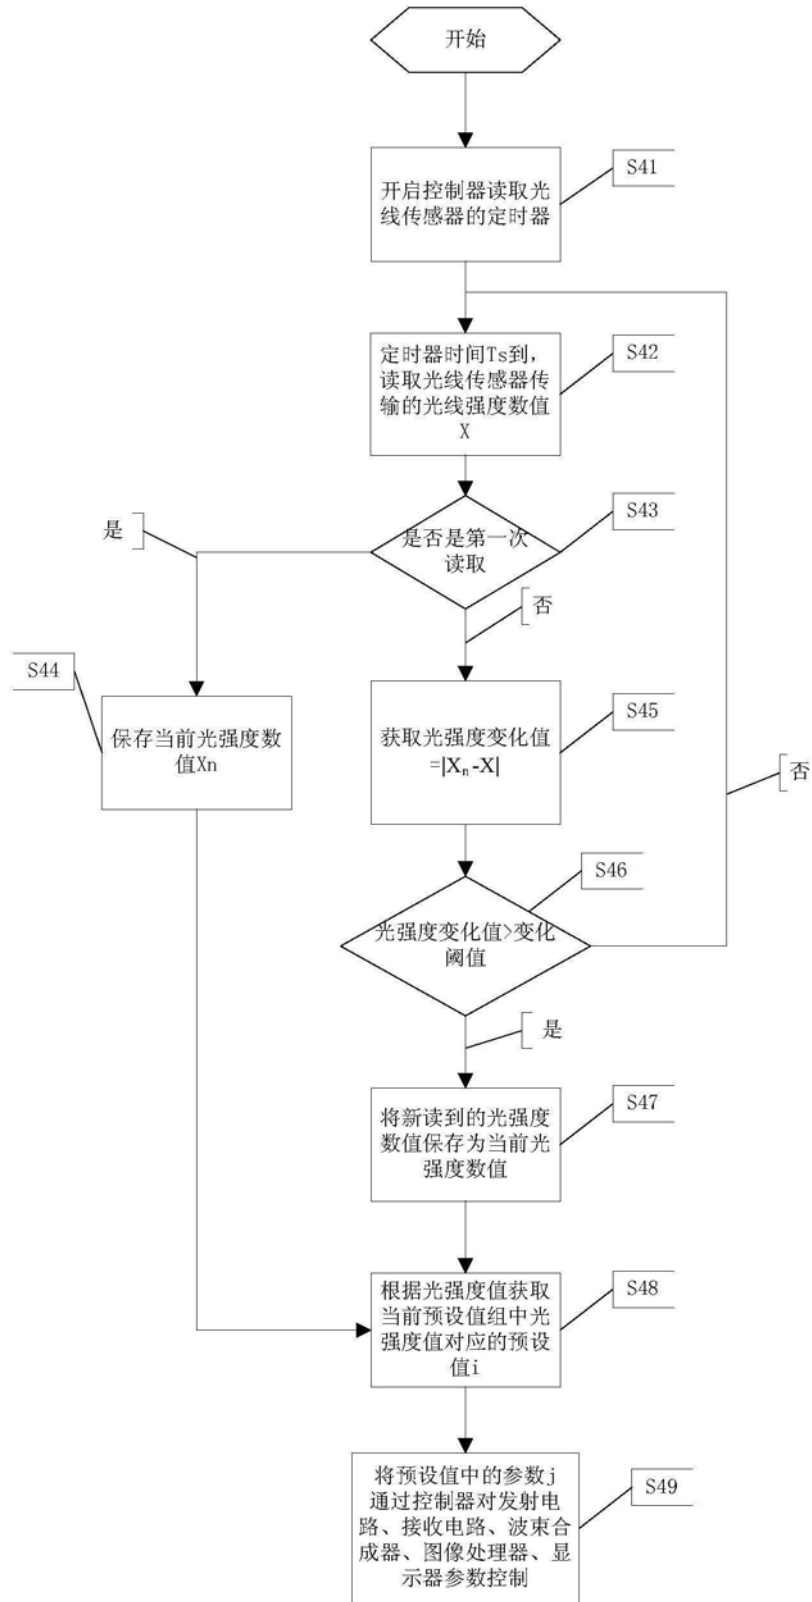 开始
开启控制器读取光
线传感器的定时器
S41
定时器时间Ts到，
读取光线传感器传
输的光线强度数值
X
S42
是否是第一次
读取
S43
是
否
S44
保存当前光强度数
值Xn
获取光强度变化值
=|Xₙ-X|
S45
否
光强度变化值>变化
阈值
S46
是
将新读到的光强度
数值保存为当前光
强度数值
S47
根据光强度值获取
当前预设值组中光
强度值对应的预设
值i
S48
将预设值中的参数j
通过控制器对发射电
路、接收电路、波束合
成器、图像处理器、显
示器参数控制
S49